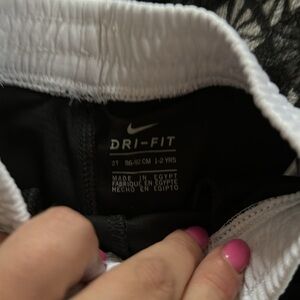 DRI-FIT
2T 86-92 CM 1-2 YRS
MADE IN EGYPT
FABRIQUE EN EGYPTE
HECHO EN EGIPTO